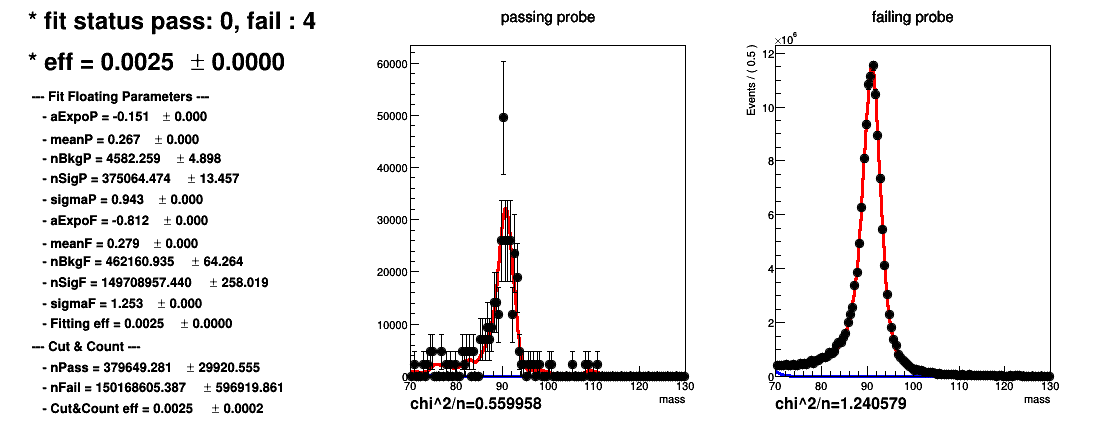 * fit status pass: 0, fail : 4
* eff = 0.0025 ± 0.0000
--- Fit Floating Parameters ---
- aExpoP = -0.151 ± 0.000
- meanP = 0.267 ± 0.000
- nBkgP = 4582.259 ± 4.898
- nSigP = 375064.474 ± 13.457
- sigmaP = 0.943 ± 0.000
- aExpoF = -0.812 ± 0.000
- meanF = 0.279 ± 0.000
- nBkgF = 462160.935 ± 64.264
- nSigF = 149708957.440 ± 258.019
- sigmaF = 1.253 ± 0.000
- Fitting eff = 0.0025 ± 0.0000
--- Cut & Count ---
- nPass = 379649.281 ± 29920.555
- nFail = 150168605.387 ± 596919.861
- Cut&Count eff = 0.0025 ± 0.0002
passing probe
60000
50000
40000
30000
20000
10000
0
70 80 90 100 110 120 130
mass
chi^2/n=0.559958
failing probe
×10^6
Events / ( 0.5 )
12
10
8
6
4
2
0
70 80 90 100 110 120 130
mass
chi^2/n=1.240579